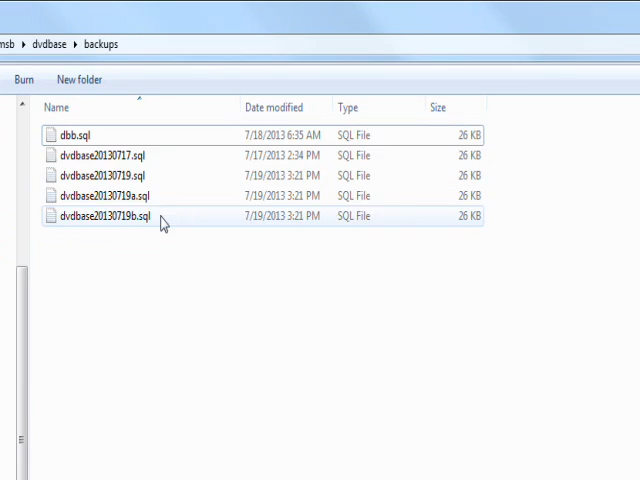 msb ▸ dvdbase ▸ backups
Burn New folder
Name Date modified Type Size
dbb.sql 7/18/2013 6:35 AM SQL File 26 KB
dvdbase20130717.sql 7/17/2013 2:34 PM SQL File 26 KB
dvdbase20130719.sql 7/19/2013 3:21 PM SQL File 26 KB
dvdbase20130719a.sql 7/19/2013 3:21 PM SQL File 26 KB
dvdbase20130719b.sql 7/19/2013 3:21 PM SQL File 26 KB